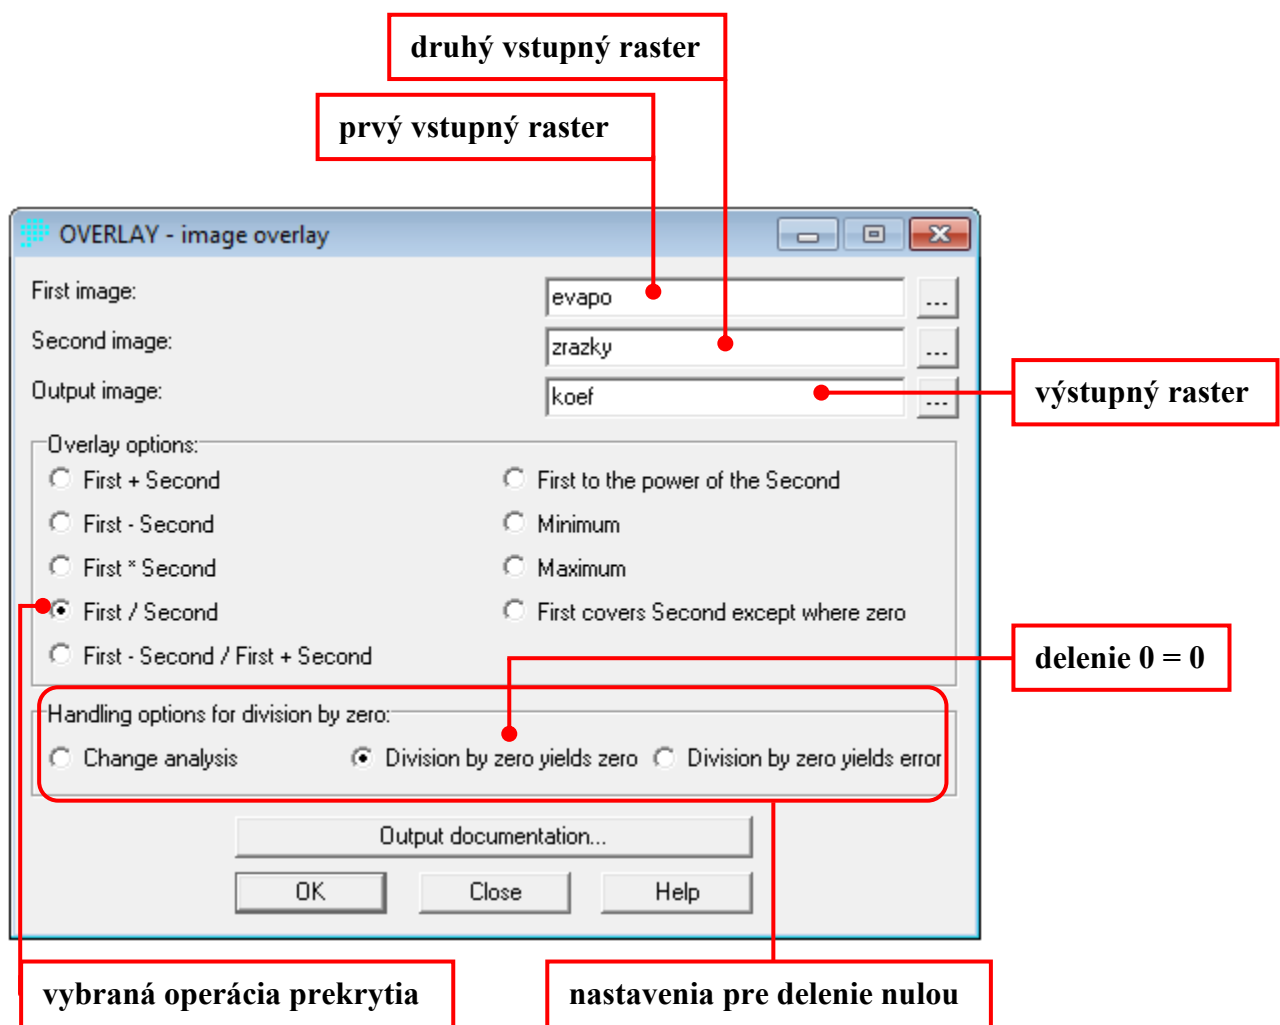 druhý vstupný raster
prvý vstupný raster
OVERLAY - image overlay
First image:
evapo
...
Second image:
zrazky
...
Output image:
koef
...
výstupný raster
Overlay options:
First + Second
First to the power of the Second
First - Second
Minimum
First * Second
Maximum
First / Second
First covers Second except where zero
First - Second / First + Second
delenie 0 = 0
Handling options for division by zero:
Change analysis
Division by zero yields zero
Division by zero yields error
Output documentation...
OK
Close
Help
vybraná operácia prekrytia
nastavenia pre delenie nulou